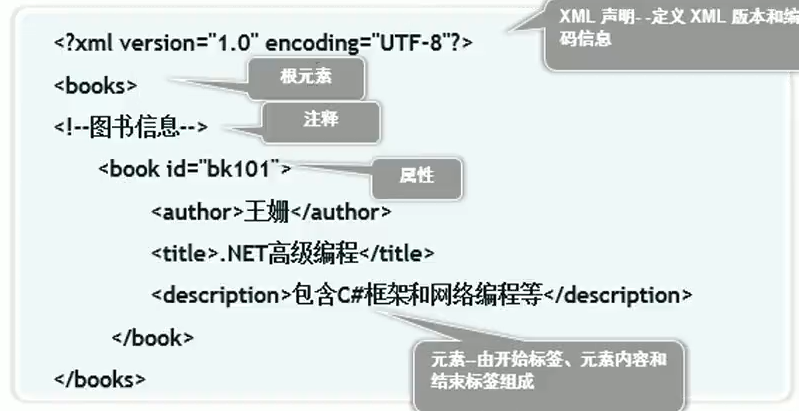 XML 声明--定义 XML 版本和编
码信息
<?xml version="1.0" encoding="UTF-8"?>
根元素
<books>
注释
<!--图书信息-->
<book id="bk101">
属性
<author>王姗</author>
<title>.NET高级编程</title>
<description>包含C#框架和网络编程等</description>
</book>
元素--由开始标签、元素内容和
结束标签组成
</books>